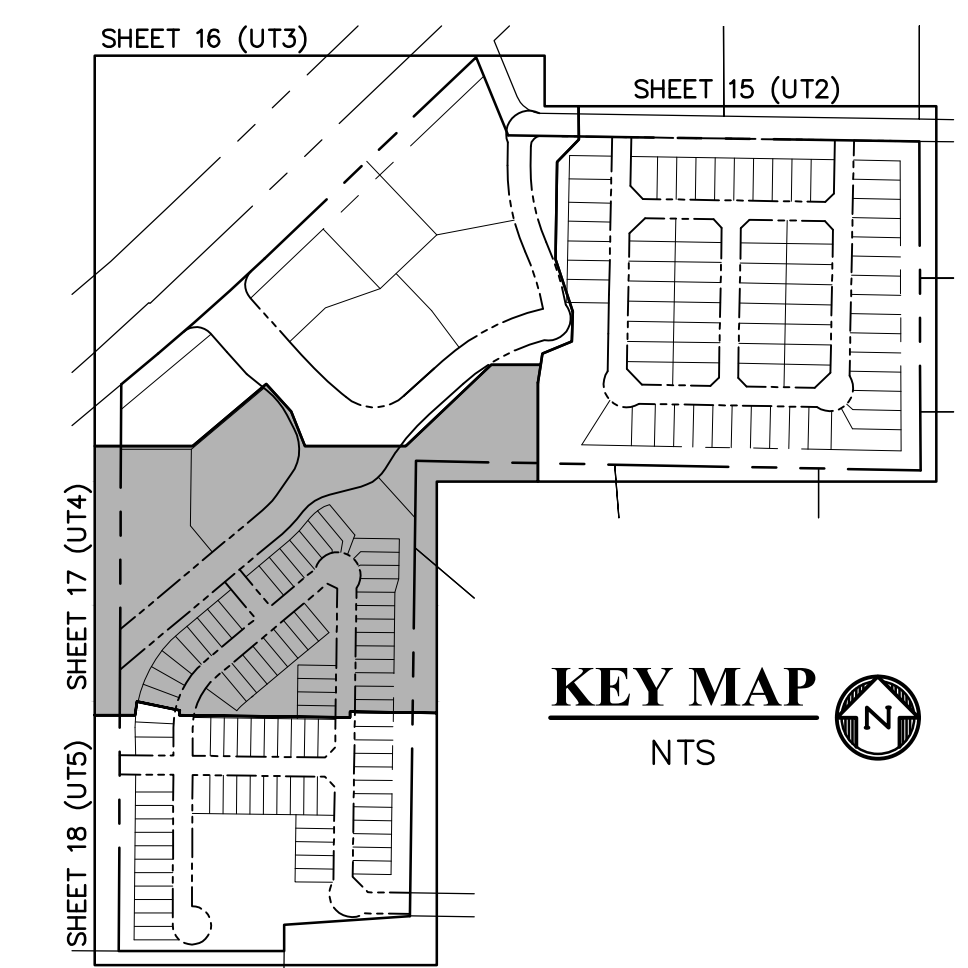 SHEET 16 (UT3)
SHEET 15 (UT2)
SHEET 17 (UT4)
KEY MAP
N
NTS
SHEET 18 (UT5)